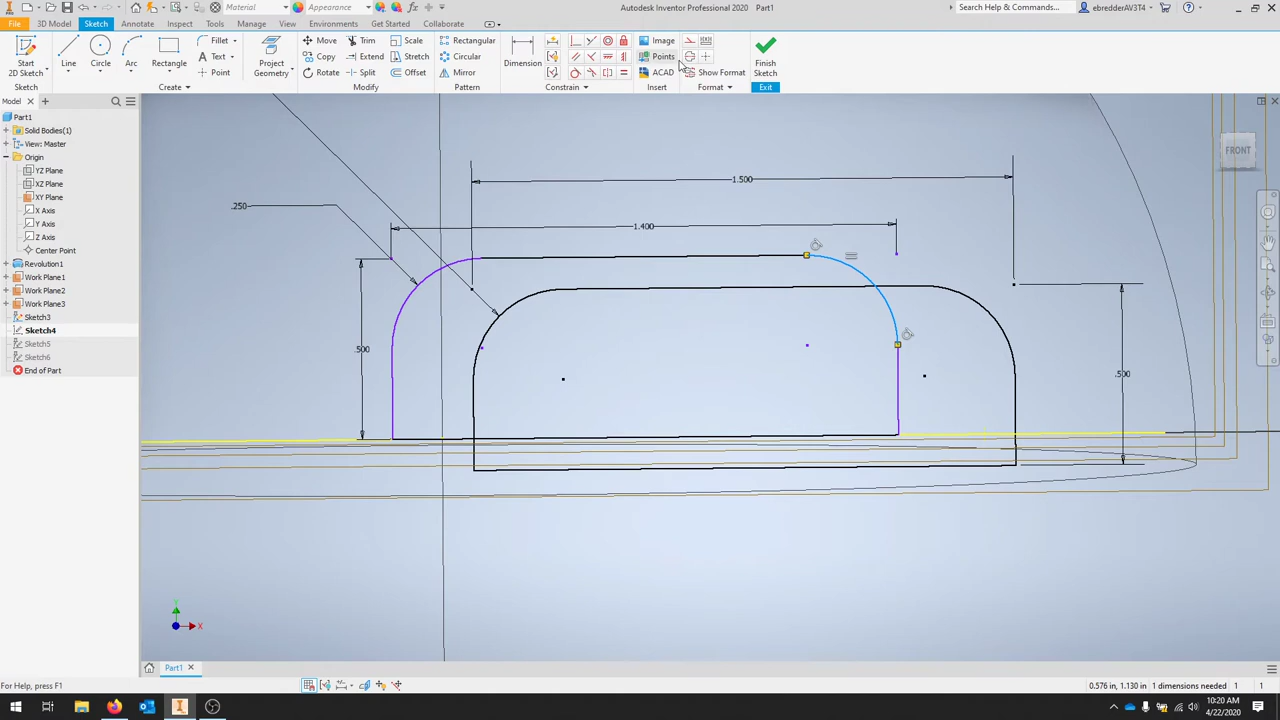 Material
Appearance
Autodesk Inventor Professional 2020 Part1
Search Help & Commands...
ebredderAV3T4
File
3D Model
Sketch
Annotate
Inspect
Tools
Manage
View
Environments
Get Started
Collaborate
Start
2D Sketch
Sketch
Line
Circle
Arc
Rectangle
Fillet
Text
Point
Create
Project
Geometry
Move
Copy
Rotate
Trim
Extend
Split
Scale
Stretch
Offset
Modify
Rectangular
Circular
Mirror
Pattern
Dimension
Constrain
Image
Points
ACAD
Insert
Show Format
Format
Finish
Sketch
Exit
Model
Part1
Solid Bodies(1)
View: Master
Origin
YZ Plane
XZ Plane
XY Plane
X Axis
Y Axis
Z Axis
Center Point
Revolution1
Work Plane1
Work Plane2
Work Plane3
Sketch3
Sketch4
Sketch5
Sketch6
End of Part
FRONT
1.500
.250
1.400
.500
.500
Y
X
Part1
For Help, press F1
0.576 in, 1.130 in
1 dimensions needed
1
1
10:20 AM
4/22/2020